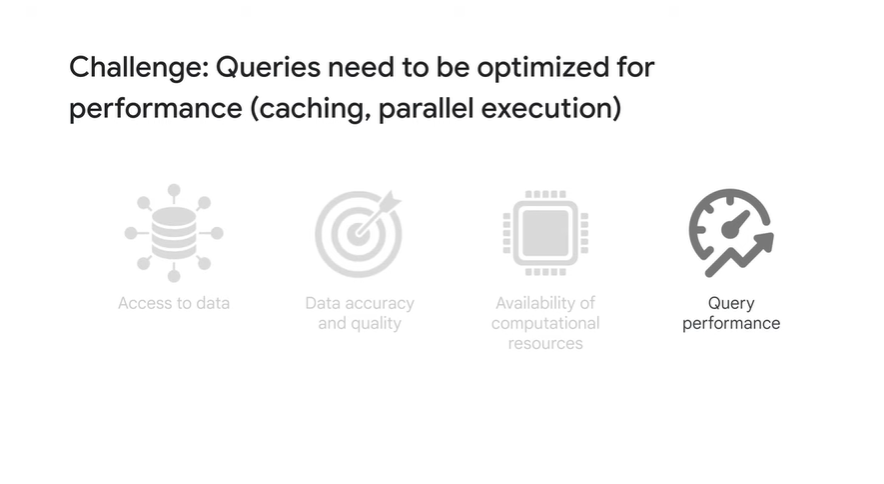 Challenge: Queries need to be optimized for
performance (caching, parallel execution)
Access to data
Data accuracy
and quality
Availability of
computational
resources
Query
performance